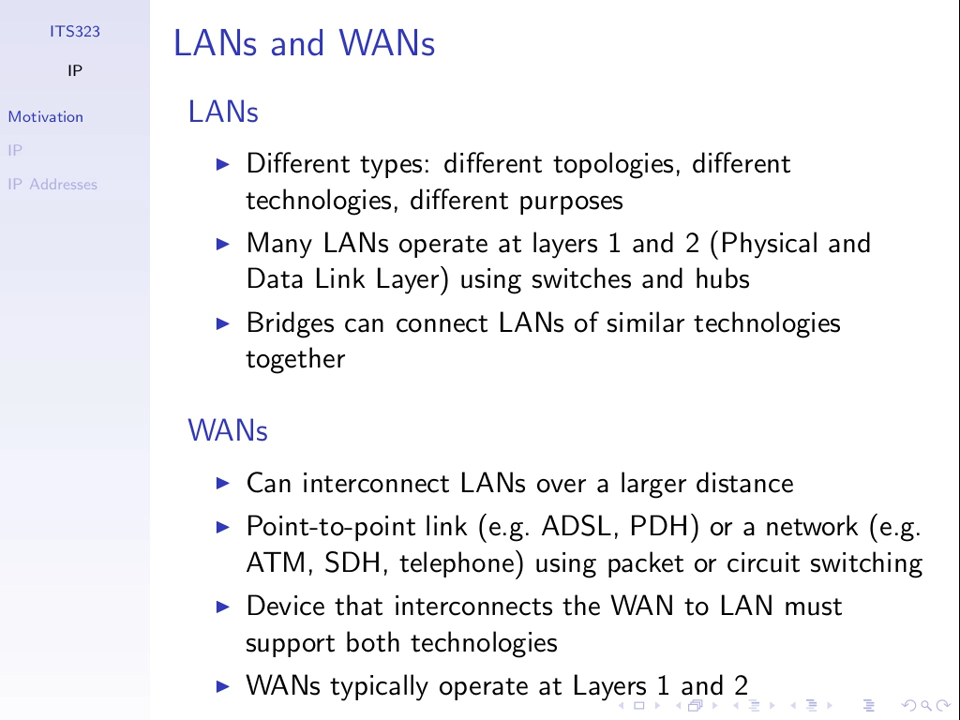 ITS323
IP
Motivation
IP
IP Addresses
LANs and WANs
LANs
Different types: different topologies, different
technologies, different purposes
Many LANs operate at layers 1 and 2 (Physical and
Data Link Layer) using switches and hubs
Bridges can connect LANs of similar technologies
together
WANs
Can interconnect LANs over a larger distance
Point-to-point link (e.g. ADSL, PDH) or a network (e.g.
ATM, SDH, telephone) using packet or circuit switching
Device that interconnects the WAN to LAN must
support both technologies
WANs typically operate at Layers 1 and 2